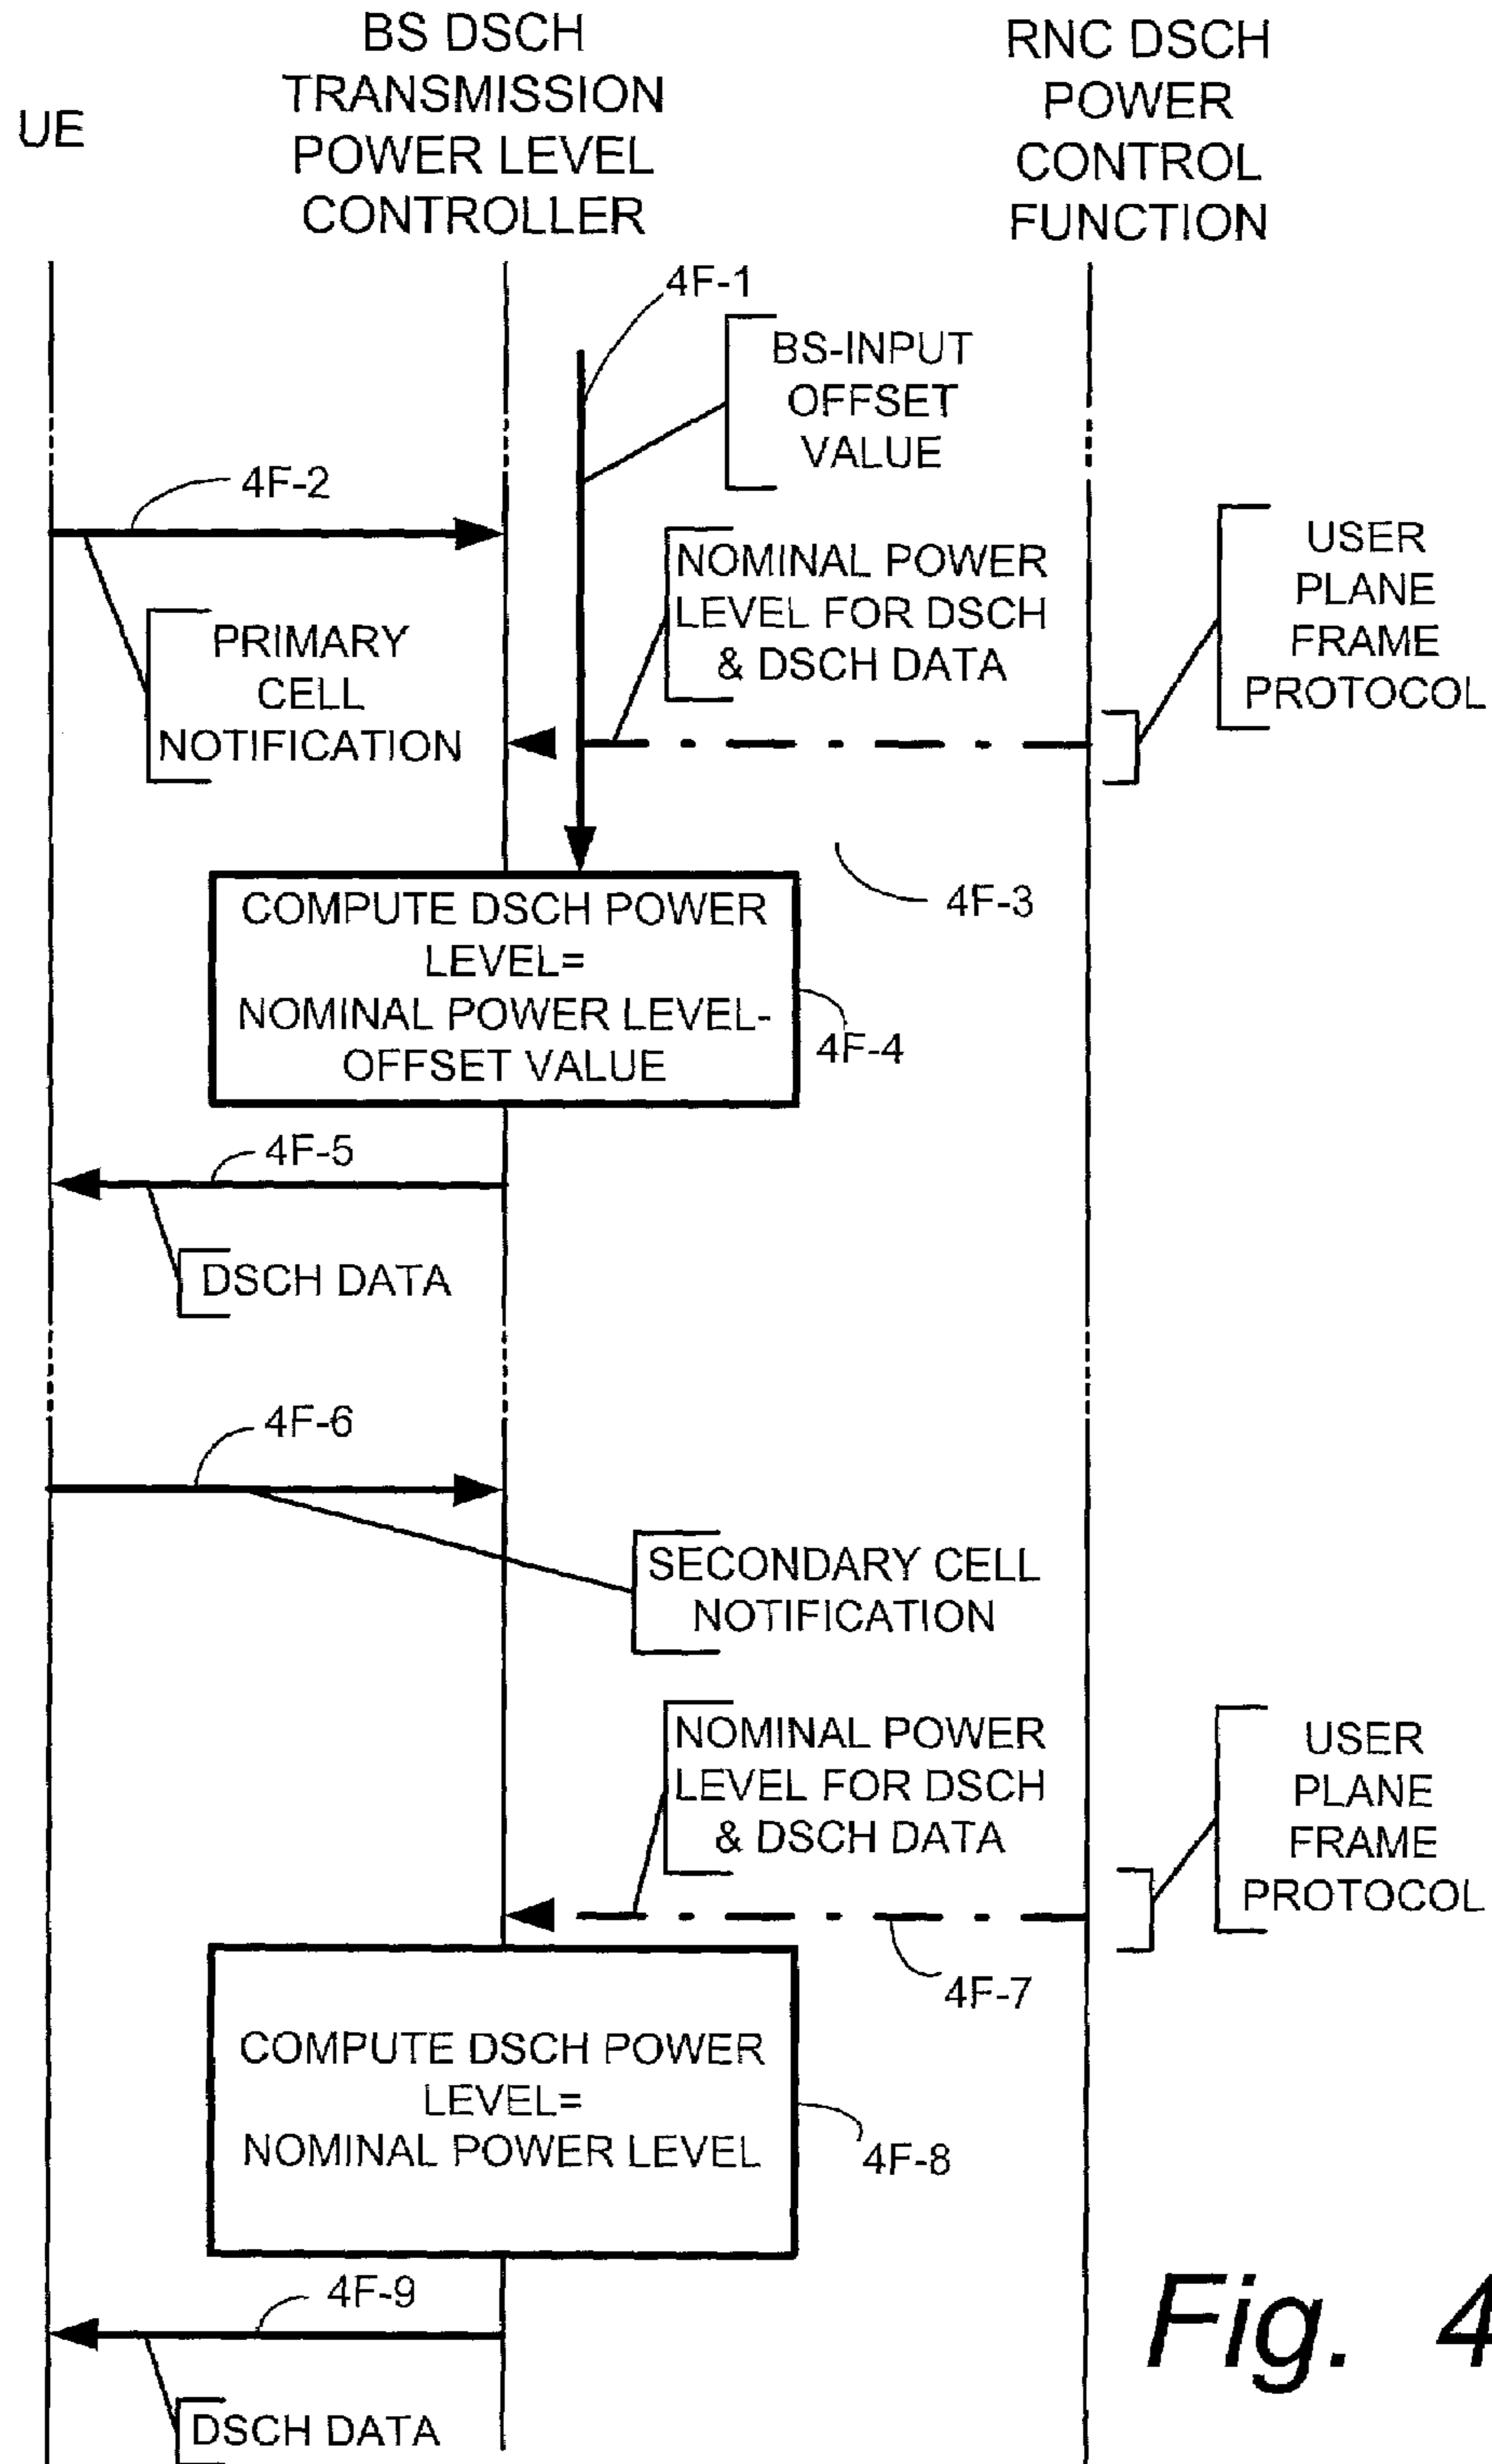 UE
BS DSCH
TRANSMISSION
POWER LEVEL
CONTROLLER
RNC DSCH
POWER
CONTROL
FUNCTION
4F-1
BS-INPUT
OFFSET
VALUE
4F-2
PRIMARY
CELL
NOTIFICATION
NOMINAL POWER
LEVEL FOR DSCH
& DSCH DATA
USER
PLANE
FRAME
PROTOCOL
4F-3
COMPUTE DSCH POWER
LEVEL=
NOMINAL POWER LEVEL-
OFFSET VALUE
4F-4
4F-5
DSCH DATA
4F-6
SECONDARY CELL
NOTIFICATION
NOMINAL POWER
LEVEL FOR DSCH
& DSCH DATA
USER
PLANE
FRAME
PROTOCOL
4F-7
COMPUTE DSCH POWER
LEVEL=
NOMINAL POWER LEVEL
4F-8
4F-9
DSCH DATA
Fig. 4